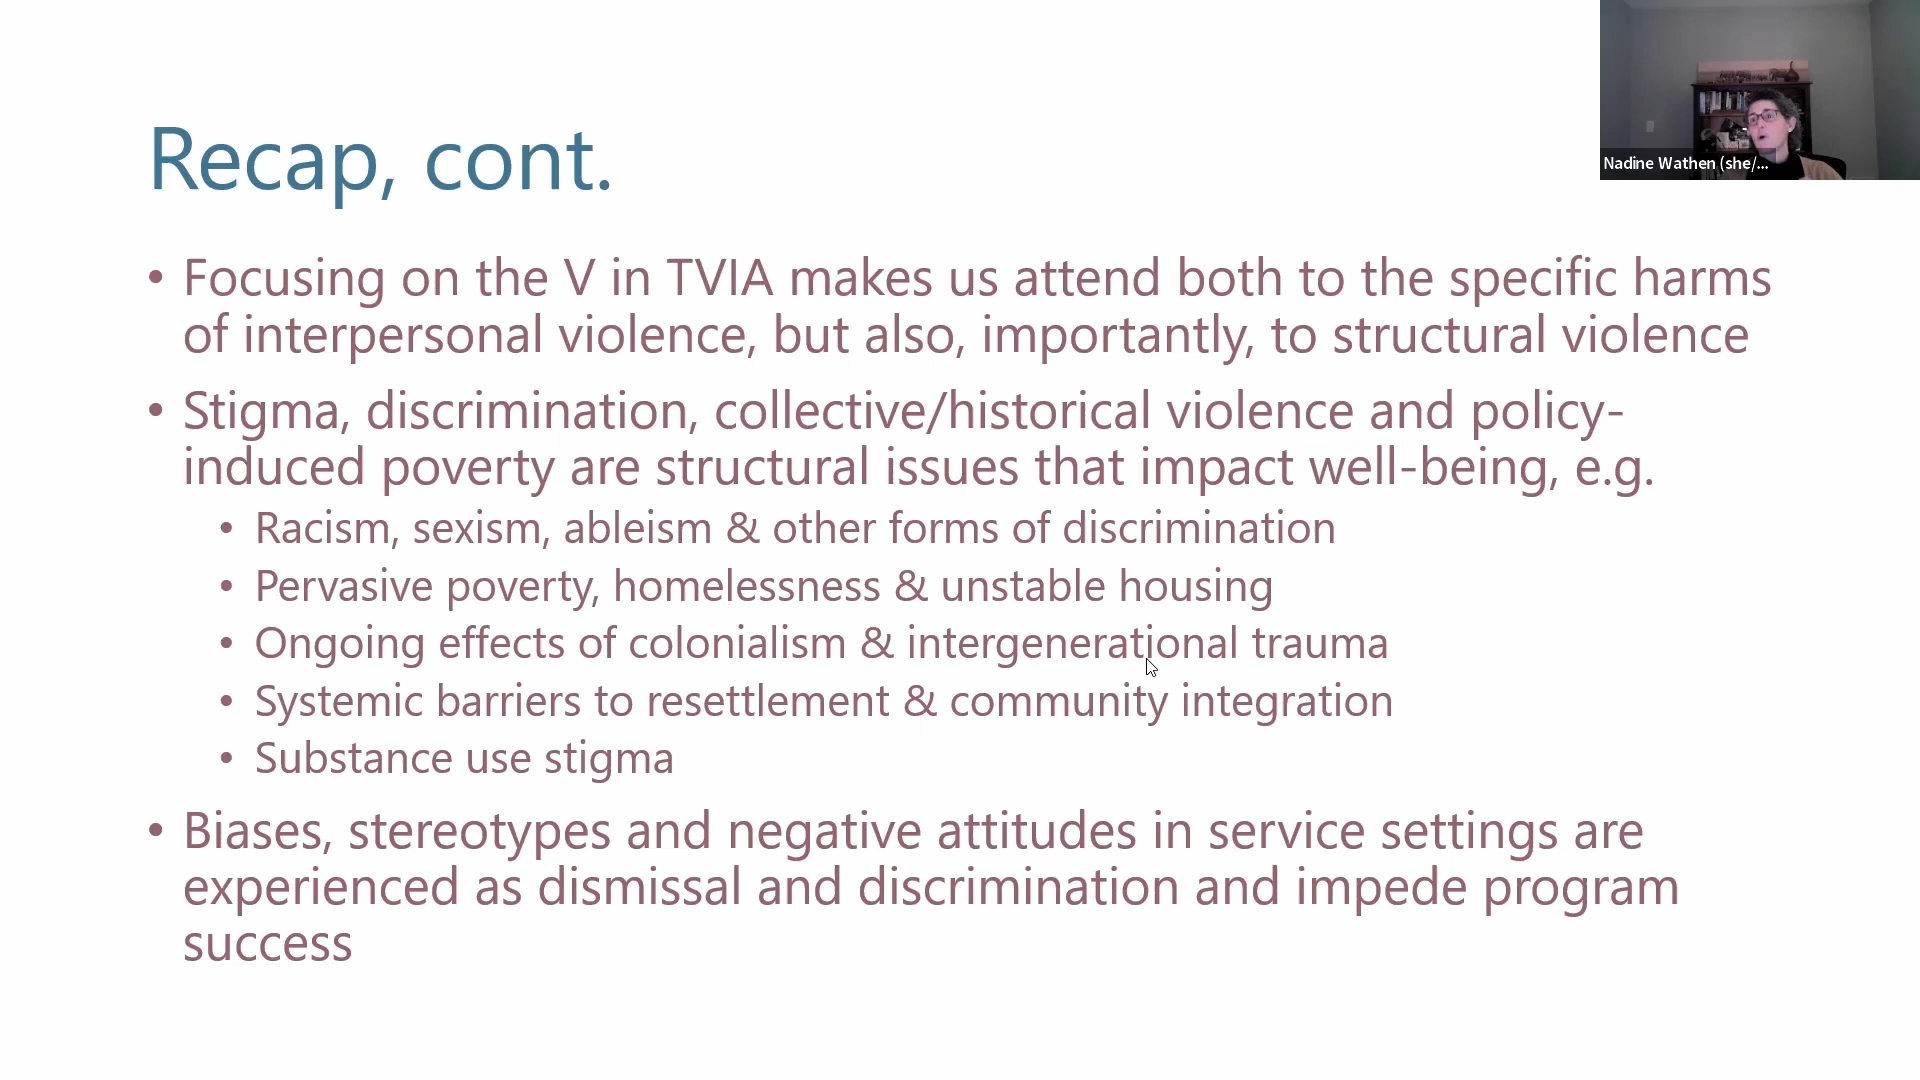 Nadine Wathen (she/...
Recap, cont.
• Focusing on the V in TVIA makes us attend both to the specific harms
of interpersonal violence, but also, importantly, to structural violence
• Stigma, discrimination, collective/historical violence and policy-
induced poverty are structural issues that impact well-being, e.g.
• Racism, sexism, ableism & other forms of discrimination
• Pervasive poverty, homelessness & unstable housing
• Ongoing effects of colonialism & intergenerational trauma
• Systemic barriers to resettlement & community integration
• Substance use stigma
• Biases, stereotypes and negative attitudes in service settings are
experienced as dismissal and discrimination and impede program
success